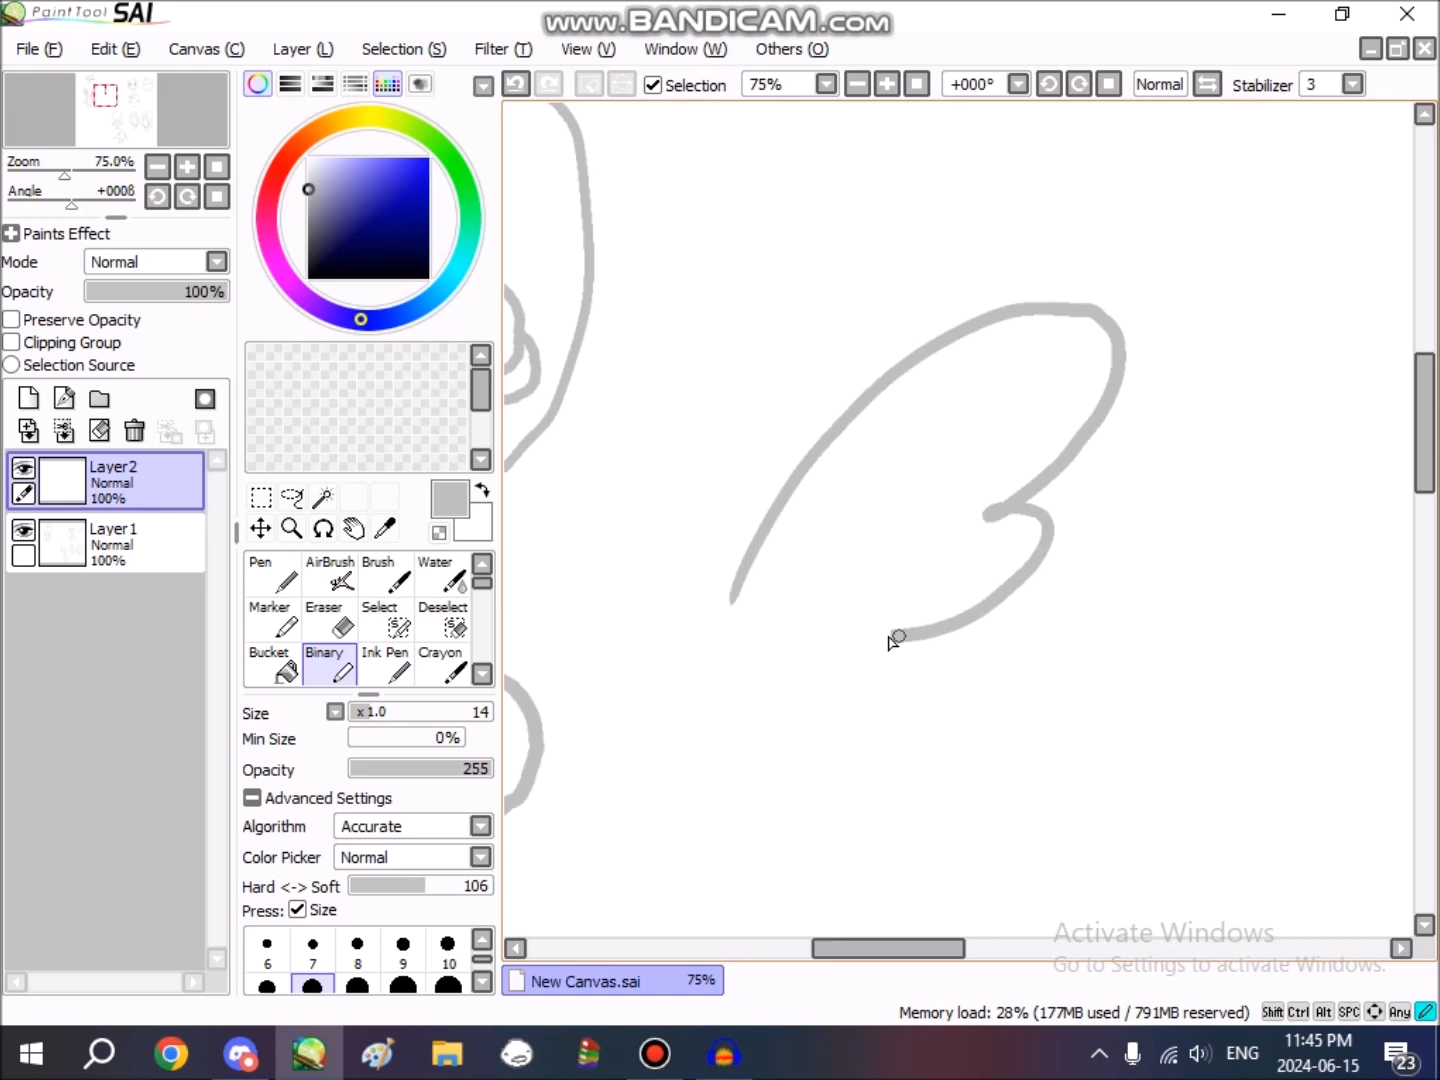 PaintTool SAI
www.BANDICAM.com
File (F) Edit (E) Canvas (C) Layer (L) Selection (S) Filter (T) View (V) Window (W) Others (O)
Selection 75% +000° Normal Stabilizer 3
Zoom 75.0%
Angle +000ß
Paints Effect
Mode Normal
Opacity 100%
Preserve Opacity
Clipping Group
Selection Source
Layer2
Normal
100%
Layer1
Normal
100%
Pen AirBrush Brush Water
Marker Eraser Select Deselect
Bucket Binary Ink Pen Crayon
Size x 1.0 14
Min Size 0%
Opacity 255
Advanced Settings
Algorithm Accurate
Color Picker Normal
Hard <-> Soft 106
Press: Size
6 7 8 9 10
Activate Windows
Go to Settings to activate Windows.
New Canvas.sai 75%
Memory load: 28% (177MB used / 791MB reserved) Shift Ctrl Alt SPC Any
ENG 11:45 PM
2024-06-15
23